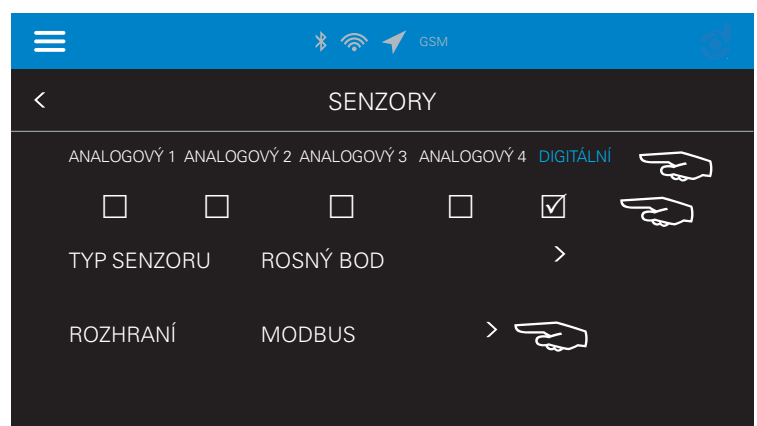 GSM
< SENZORY
ANALOGOVÝ 1 ANALOGOVÝ 2 ANALOGOVÝ 3 ANALOGOVÝ 4 DIGITÁLNÍ
TYP SENZORU ROSNÝ BOD >
ROZHRANÍ MODBUS >